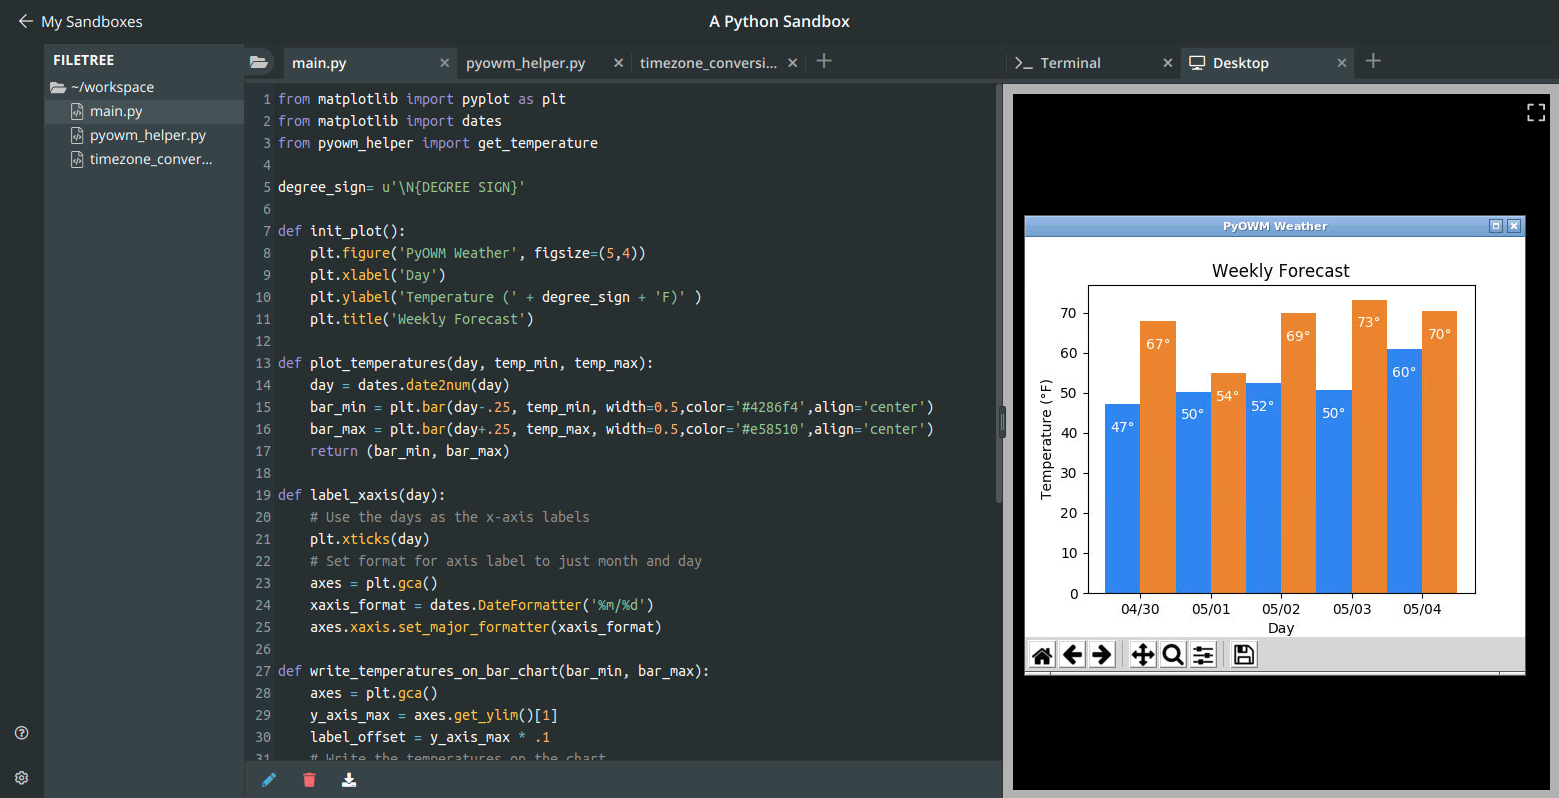 My Sandboxes
A Python Sandbox
FILETREE
~/workspace
main.py
pyowm_helper.py
timezone_conver...
main.py
pyowm_helper.py
timezone_conversi...
Terminal
Desktop
1 from matplotlib import pyplot as plt
2 from matplotlib import dates
3 from pyowm_helper import get_temperature
4
5 degree_sign= u'\N{DEGREE SIGN}'
6
7 def init_plot():
8     plt.figure('PyOWM Weather', figsize=(5,4))
9     plt.xlabel('Day')
10     plt.ylabel('Temperature (' + degree_sign + 'F)' )
11     plt.title('Weekly Forecast')
12
13 def plot_temperatures(day, temp_min, temp_max):
14     day = dates.date2num(day)
15     bar_min = plt.bar(day-.25, temp_min, width=0.5,color='#4286f4',align='center')
16     bar_max = plt.bar(day+.25, temp_max, width=0.5,color='#e58510',align='center')
17     return (bar_min, bar_max)
18
19 def label_xaxis(day):
20     # Use the days as the x-axis labels
21     plt.xticks(day)
22     # Set format for axis label to just month and day
23     axes = plt.gca()
24     xaxis_format = dates.DateFormatter('%m/%d')
25     axes.xaxis.set_major_formatter(xaxis_format)
26
27 def write_temperatures_on_bar_chart(bar_min, bar_max):
28     axes = plt.gca()
29     y_axis_max = axes.get_ylim()[1]
30     label_offset = y_axis_max * .1
31     # Write the temperatures on the chart
PyOWM Weather
Weekly Forecast
Temperature (°F)
70
60
50
40
30
20
10
0
47°
67°
50°
54°
52°
69°
50°
73°
60°
70°
04/30
05/01
05/02
05/03
05/04
Day